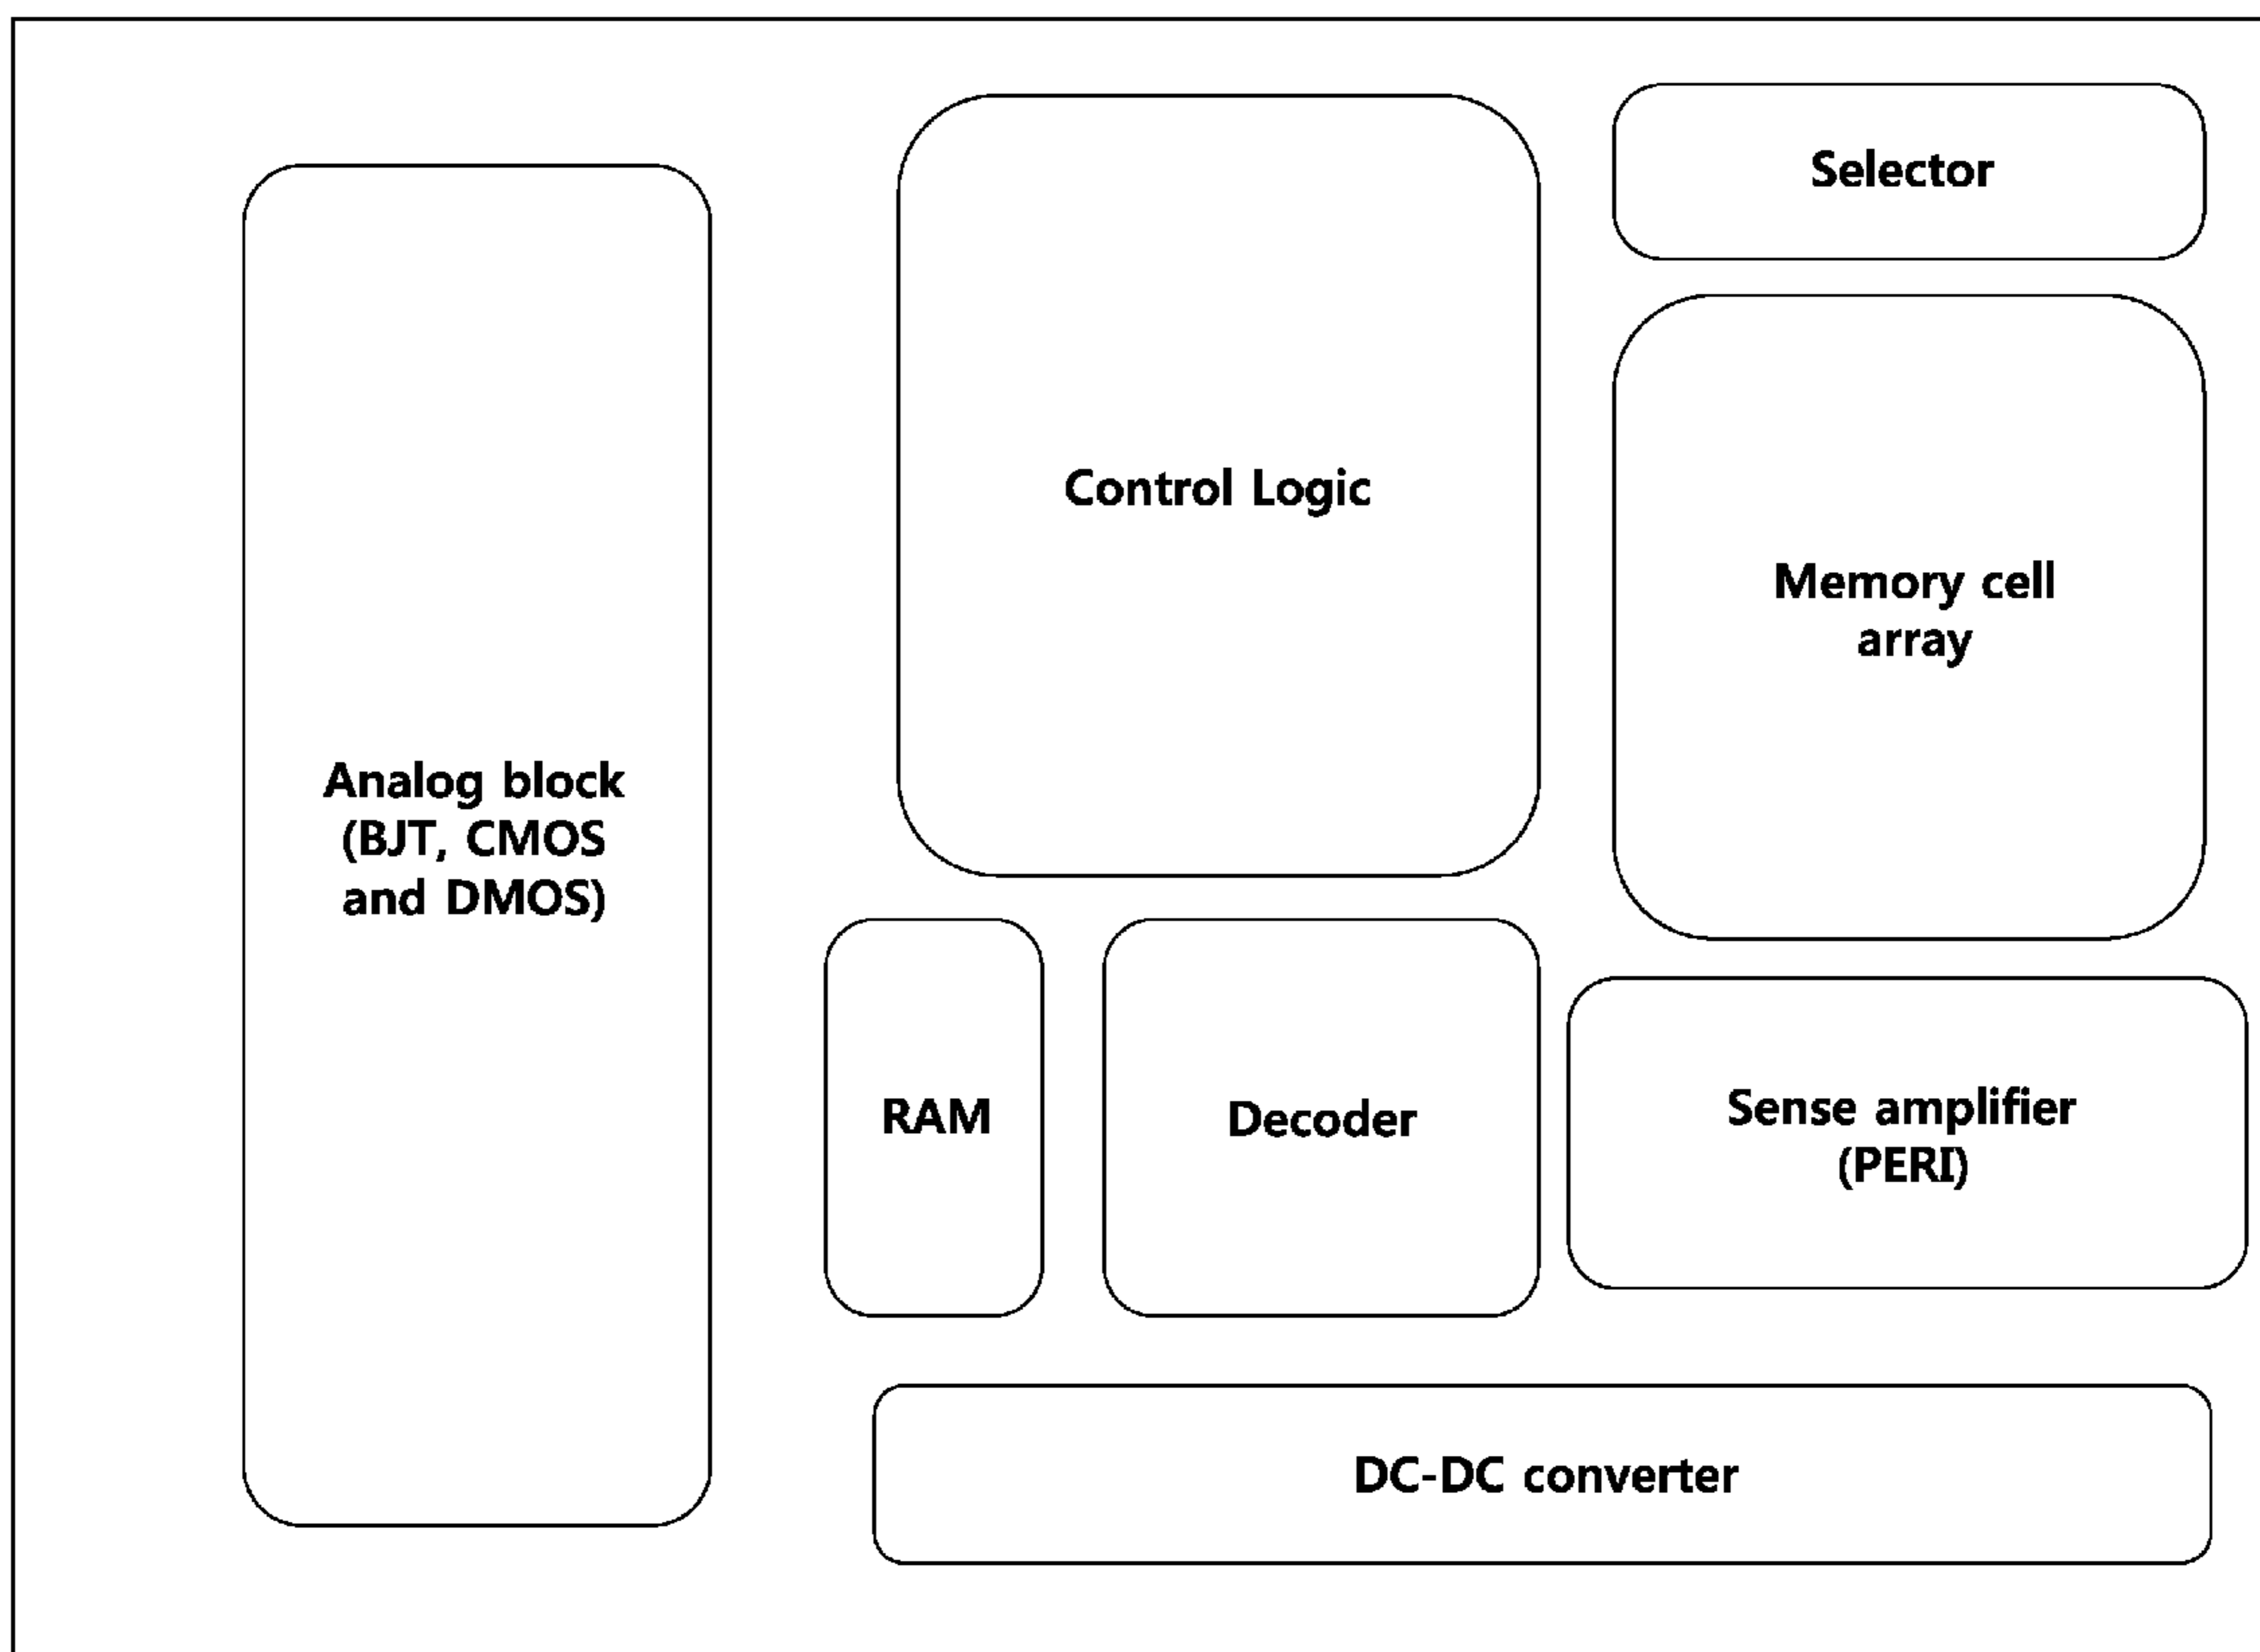 Selector
Control Logic
Memory cell
array
Analog block
(BJT, CMOS
and DMOS)
RAM
Decoder
Sense amplifier
(PERI)
DC-DC converter